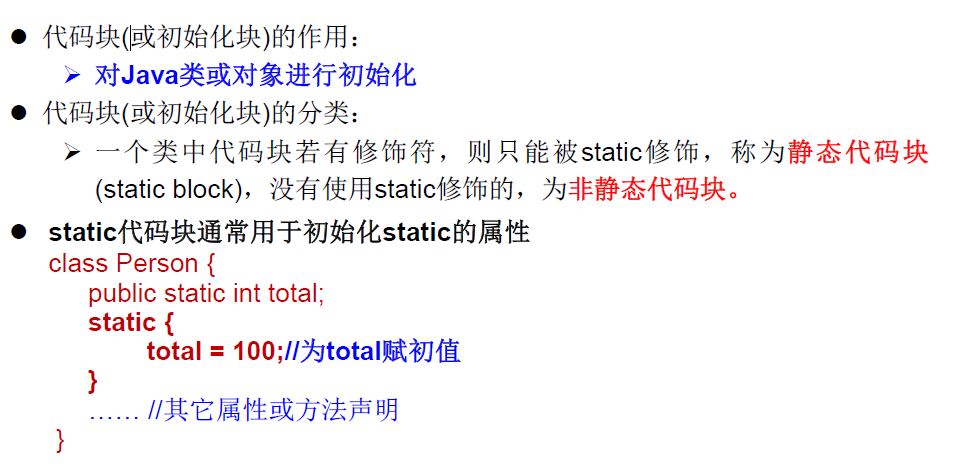 ● 代码块(或初始化块)的作用：
➢ 对Java类或对象进行初始化
● 代码块(或初始化块)的分类：
➢ 一个类中代码块若有修饰符，则只能被static修饰，称为静态代码块
(static block)，没有使用static修饰的，为非静态代码块。
● static代码块通常用于初始化static的属性
class Person {
public static int total;
static {
total = 100;//为total赋初值
}
…… //其它属性或方法声明
}